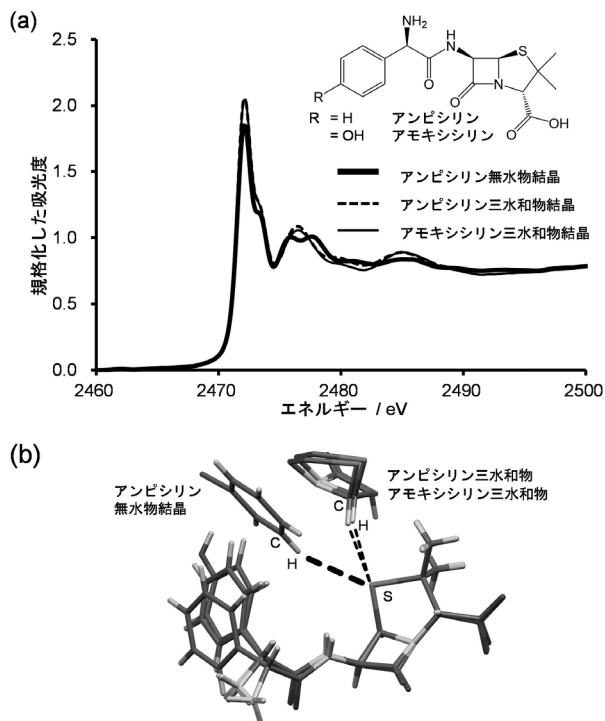 (a)
2.5
2.0
1.5
1.0
0.5
0.0
規格化した吸光度
2460
2470
2480
2490
2500
エネルギー / eV
NH₂
H
N
O
S
N
O
O
OH
R
R = H アンピシリン
= OH アモキシシリン
アンピシリン無水物結晶
アンピシリン三水和物結晶
アモキシシリン三水和物結晶
(b)
アンピシリン
無水物結晶
アンピシリン三水和物
アモキシシリン三水和物
C
H
C
H
S